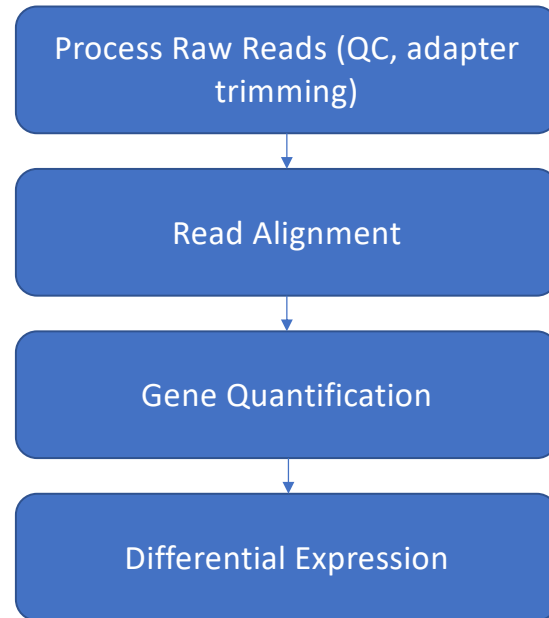 Process Raw Reads (QC, adapter
trimming)
Read Alignment
Gene Quantification
Differential Expression